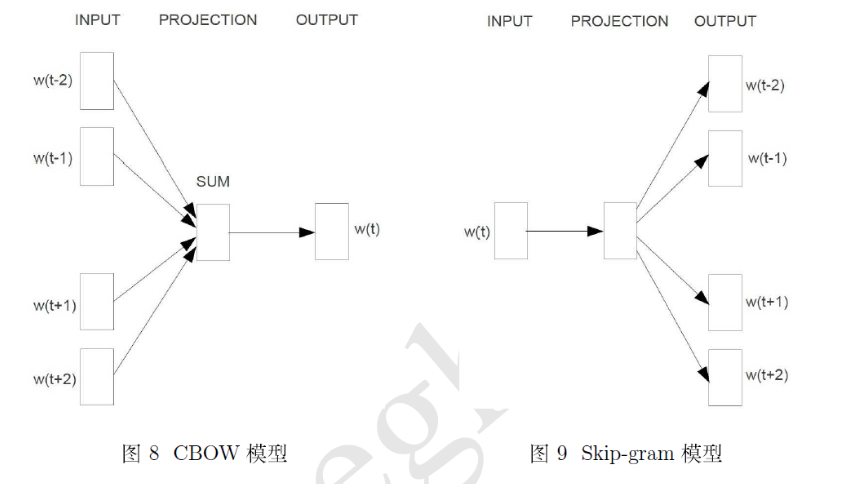 INPUT PROJECTION OUTPUT
w(t-2)
w(t-1)
SUM
w(t)
w(t+1)
w(t+2)
图 8 CBOW 模型
INPUT PROJECTION OUTPUT
w(t-2)
w(t-1)
w(t)
w(t+1)
w(t+2)
图 9 Skip-gram 模型